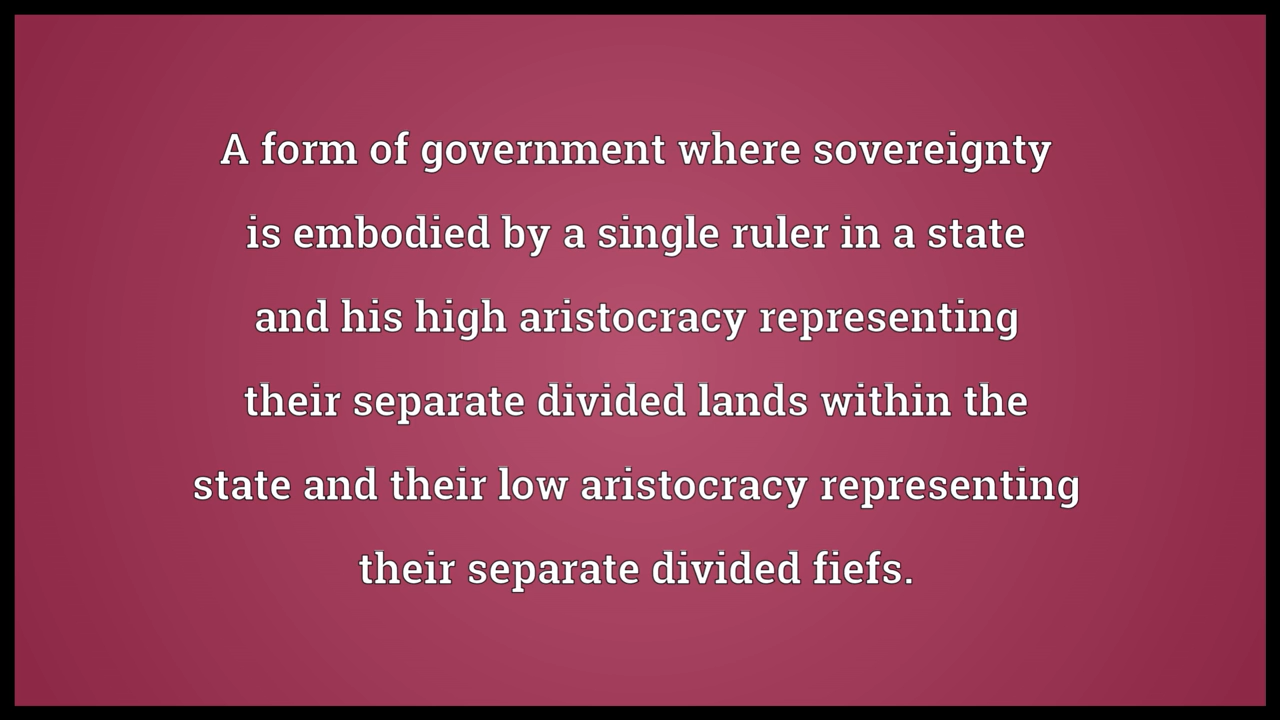 A form of government where sovereignty
is embodied by a single ruler in a state
and his high aristocracy representing
their separate divided lands within the
state and their low aristocracy representing
their separate divided fiefs.